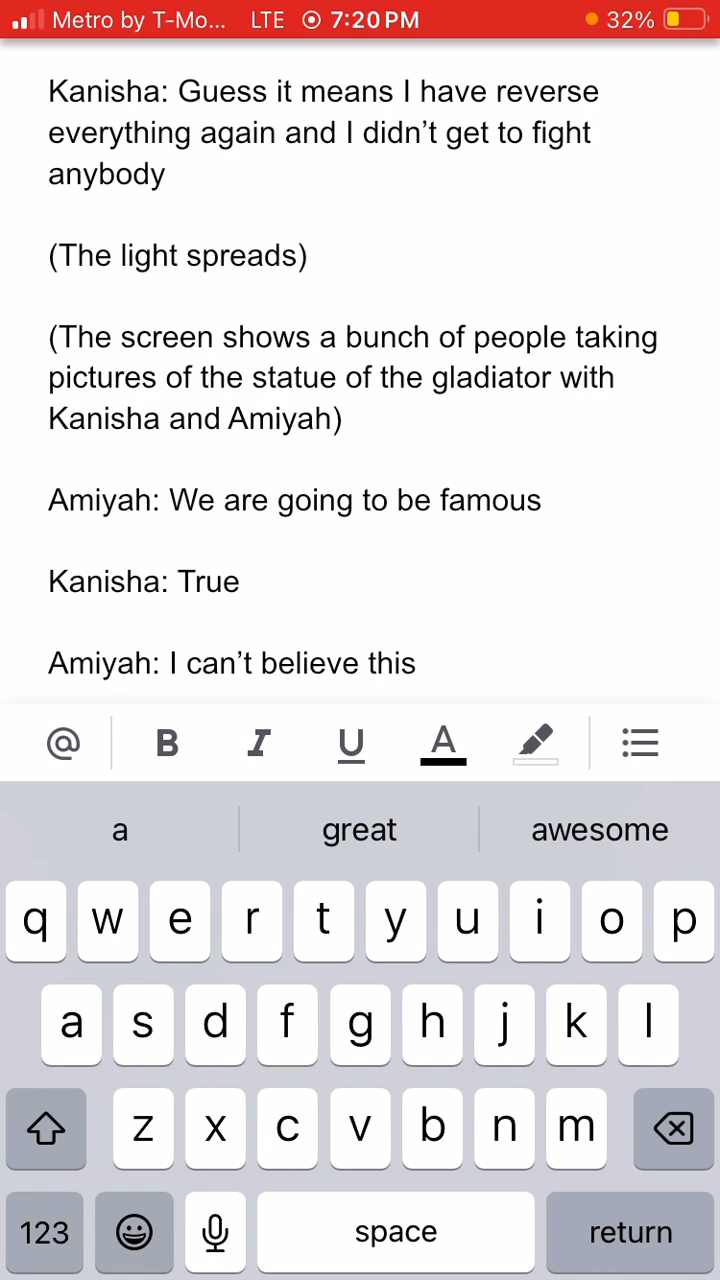 Metro by T-Mo... LTE 7:20 PM 32%
Kanisha: Guess it means I have reverse
everything again and I didn’t get to fight
anybody
(The light spreads)
(The screen shows a bunch of people taking
pictures of the statue of the gladiator with
Kanisha and Amiyah)
Amiyah: We are going to be famous
Kanisha: True
Amiyah: I can’t believe this
@ B I U A
a great awesome
q w e r t y u i o p
a s d f g h j k l
z x c v b n m
123 space return